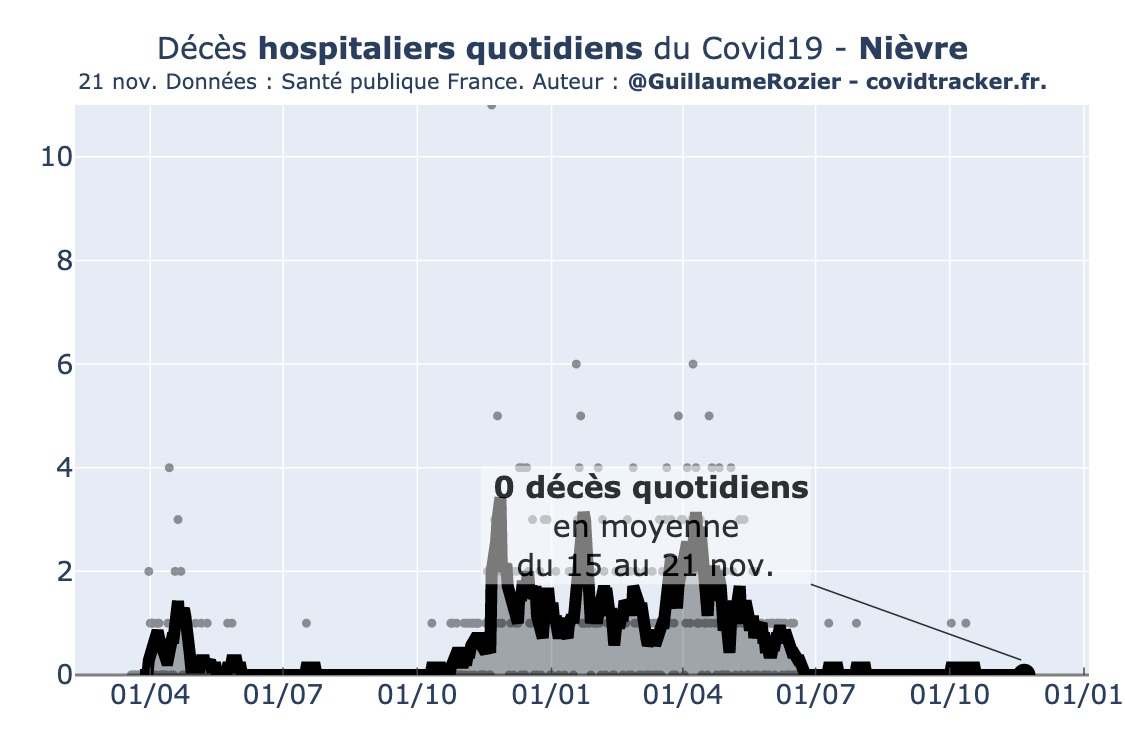 Décès hospitaliers quotidiens du Covid19 - Nièvre
21 nov. Données : Santé publique France. Auteur : @GuillaumeRozier - covidtracker.fr.
10
8
6
4
0 décès quotidiens
en moyenne
du 15 au 21 nov.
2
0
01/04 01/07 01/10 01/01 01/04 01/07 01/10 01/01